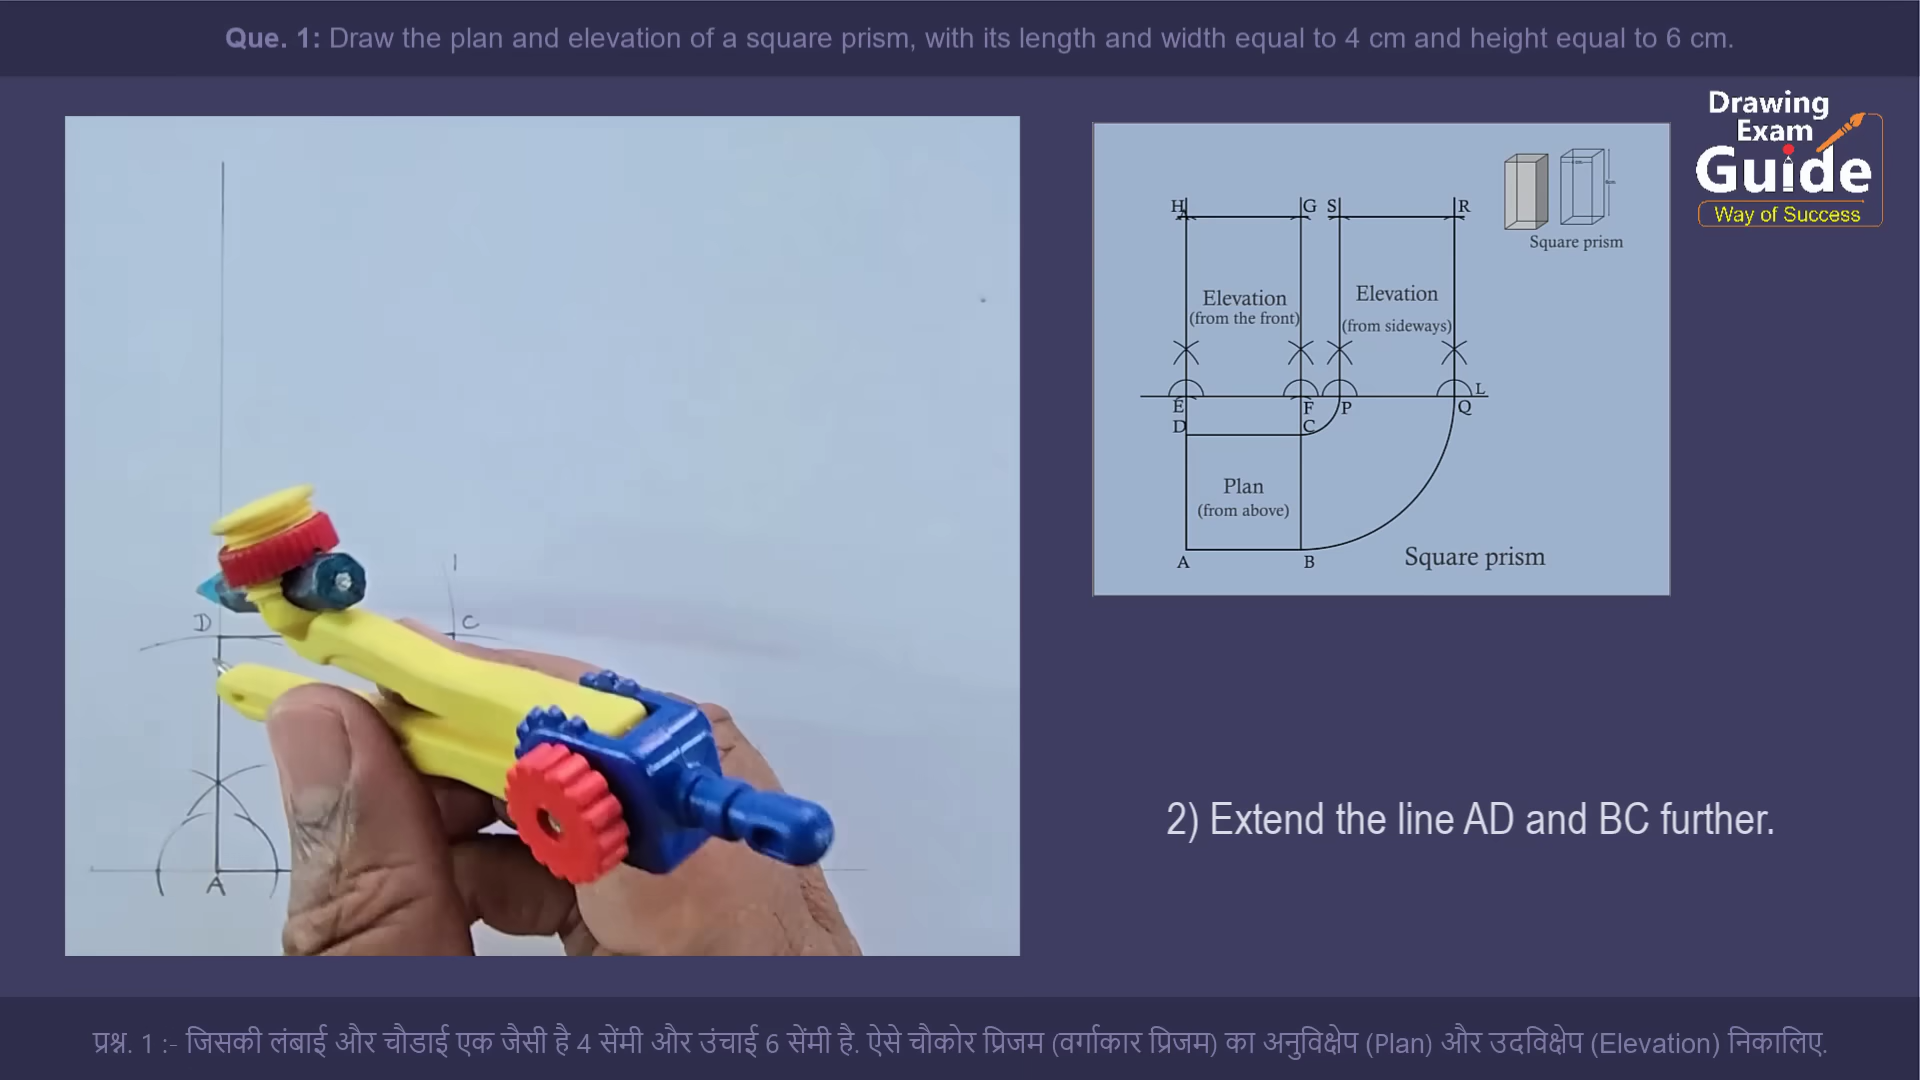 Que. 1: Draw the plan and elevation of a square prism, with its length and width equal to 4 cm and height equal to 6 cm.
Drawing
Exam
Guide
Way of Success
Square prism
H G S R
Elevation
(from the front)
Elevation
(from sideways)
L
E F P Q
D C
Plan
(from above)
A B
Square prism
D C
A
2) Extend the line AD and BC further.
प्रश्न. 1 :- जिसकी लंबाई और चौडाई एक जैसी है 4 सेंमी और उंचाई 6 सेंमी है. ऐसे चौकोर प्रिजम (वर्गाकार प्रिजम) का अनुविक्षेप (Plan) और उदविक्षेप (Elevation) निकालिए.